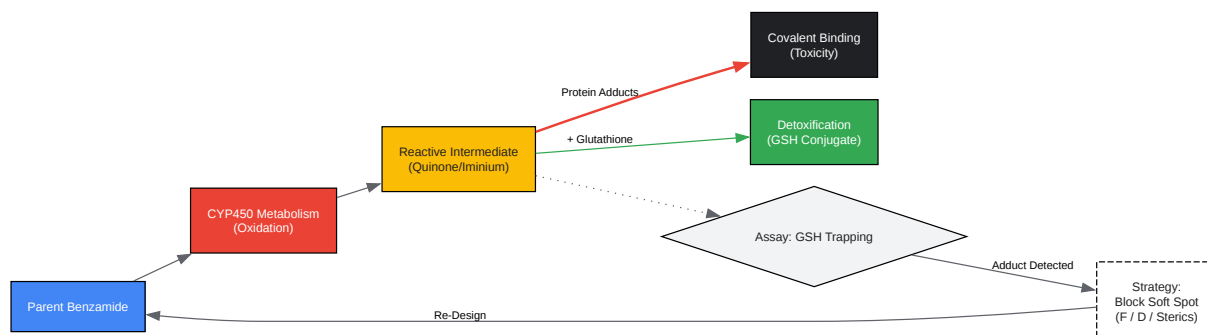 Covalent Binding
(Toxicity)
Protein Adducts
Detoxification
(GSH Conjugate)
+ Glutathione
Reactive Intermediate
(Quinone/Iminium)
CYP450 Metabolism
(Oxidation)
Assay: GSH Trapping
Adduct Detected
Parent Benzamide
Re-Design
Strategy:
Block Soft Spot
(F / D / Sterics)